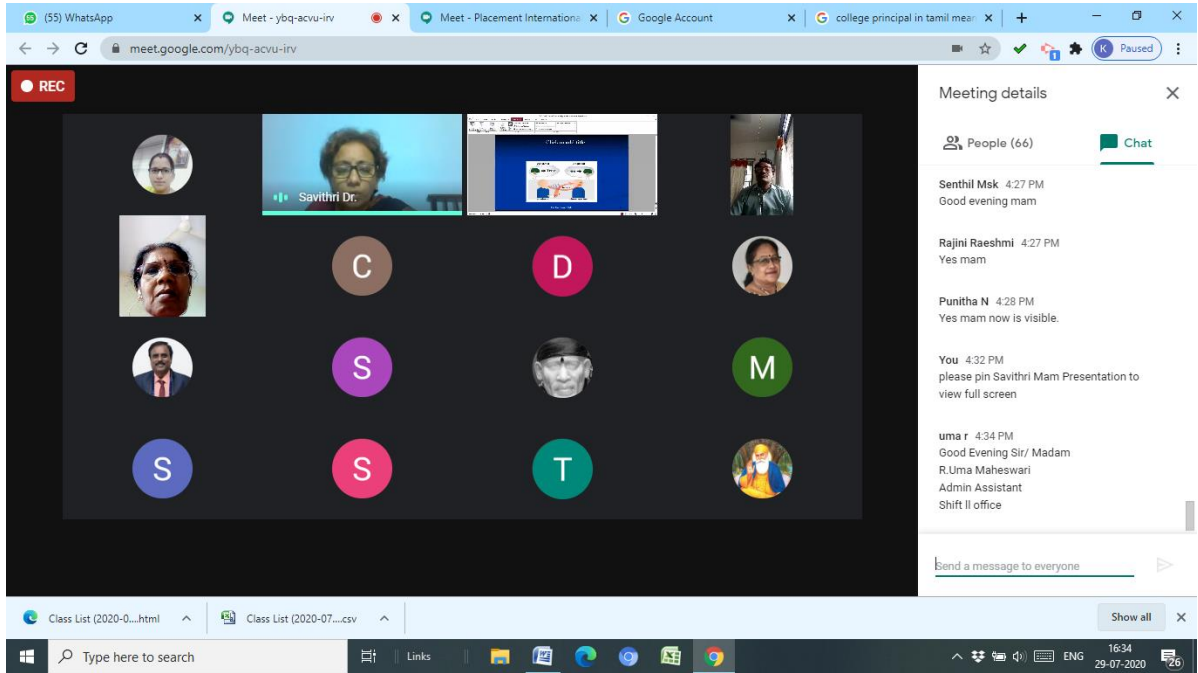 (55) WhatsApp
Meet - ybq-acvu-irv
Meet - Placement Internationa
Google Account
college principal in tamil mean
meet.google.com/ybq-acvu-irv
1
K Paused
REC
Savithri Dr.
C
D
S
M
S
S
T
Meeting details
People (66)
Chat
Senthil Msk 4:27 PM
Good evening mam
Rajini Raeshmi 4:27 PM
Yes mam
Punitha N 4:28 PM
Yes mam now is visible.
You 4:32 PM
please pin Savithri Mam Presentation to
view full screen
uma r 4:34 PM
Good Evening Sir/ Madam
R.Uma Maheswari
Admin Assistant
Shift ll office
Send a message to everyone
Class List (2020-0....html
Class List (2020-07....csv
Show all
Type here to search
Links
ENG
16:34
29-07-2020
26